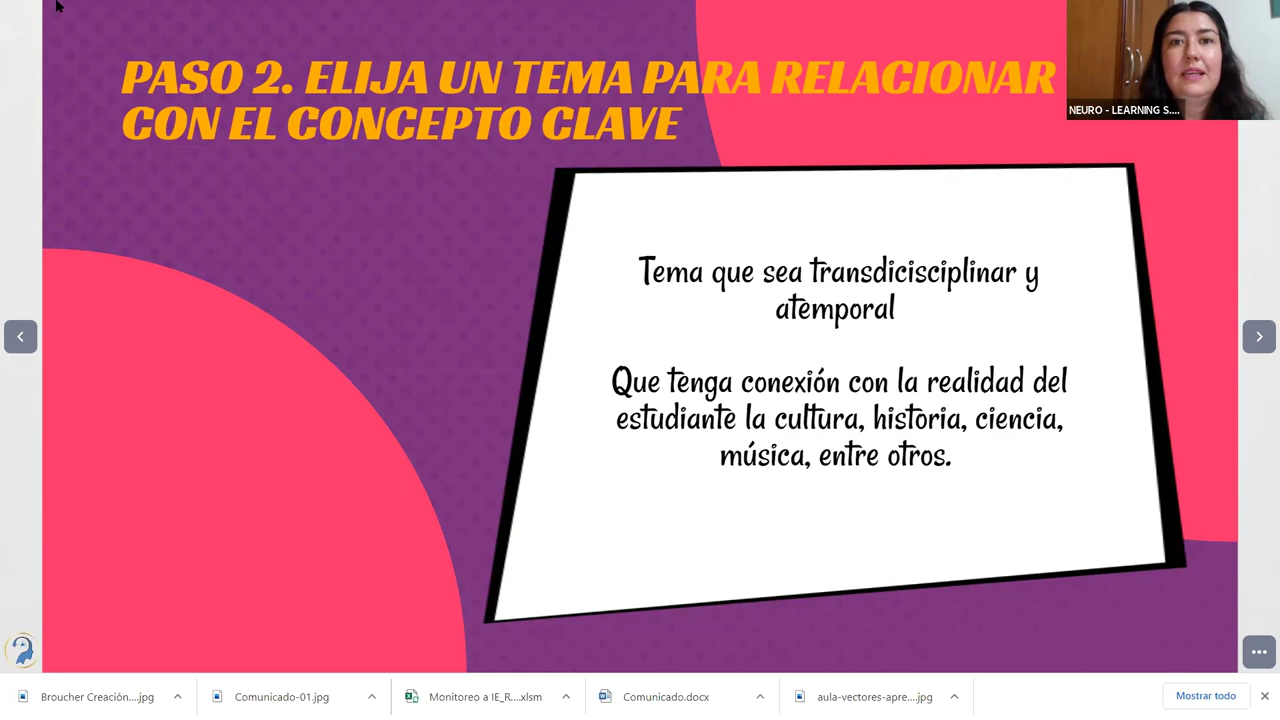 PASO 2. ELIJA UN TEMA PARA RELACIONAR
CON EL CONCEPTO CLAVE
NEURO - LEARNING S....
Tema que sea transdicisciplinar y
atemporal
Que tenga conexión con la realidad del
estudiante la cultura, historia, ciencia,
música, entre otros.
Broucher Creación....jpg
Comunicado-01.jpg
Monitoreo a IE_R....xlsm
Comunicado.docx
aula-vectores-apre....jpg
Mostrar todo